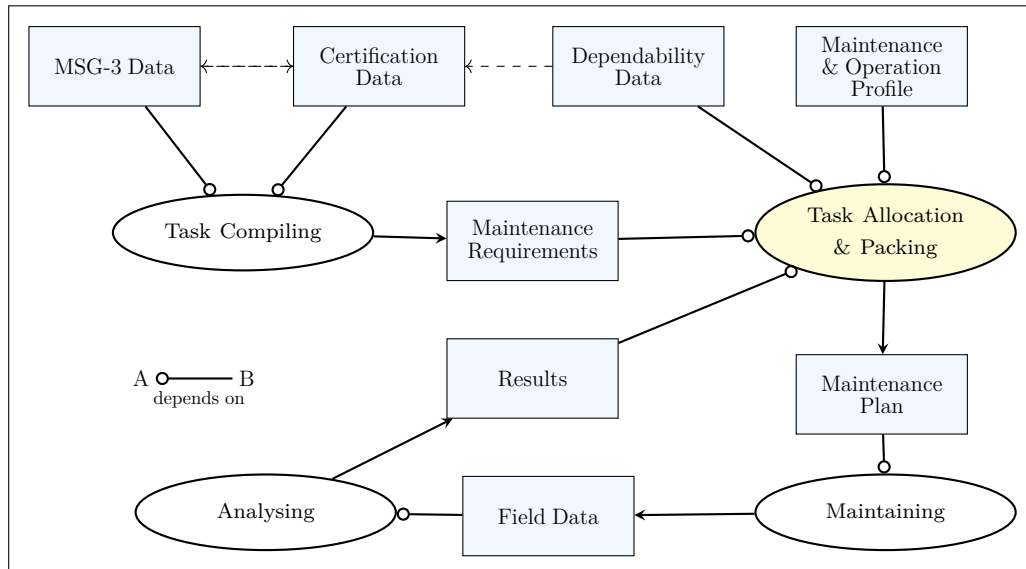 MSG-3 Data
Certification
Data
Dependability
Data
Maintenance
& Operation
Profile
Task Compiling
Maintenance
Requirements
Task Allocation
& Packing
Results
A B
depends on
Maintenance
Plan
Analysing
Field Data
Maintaining